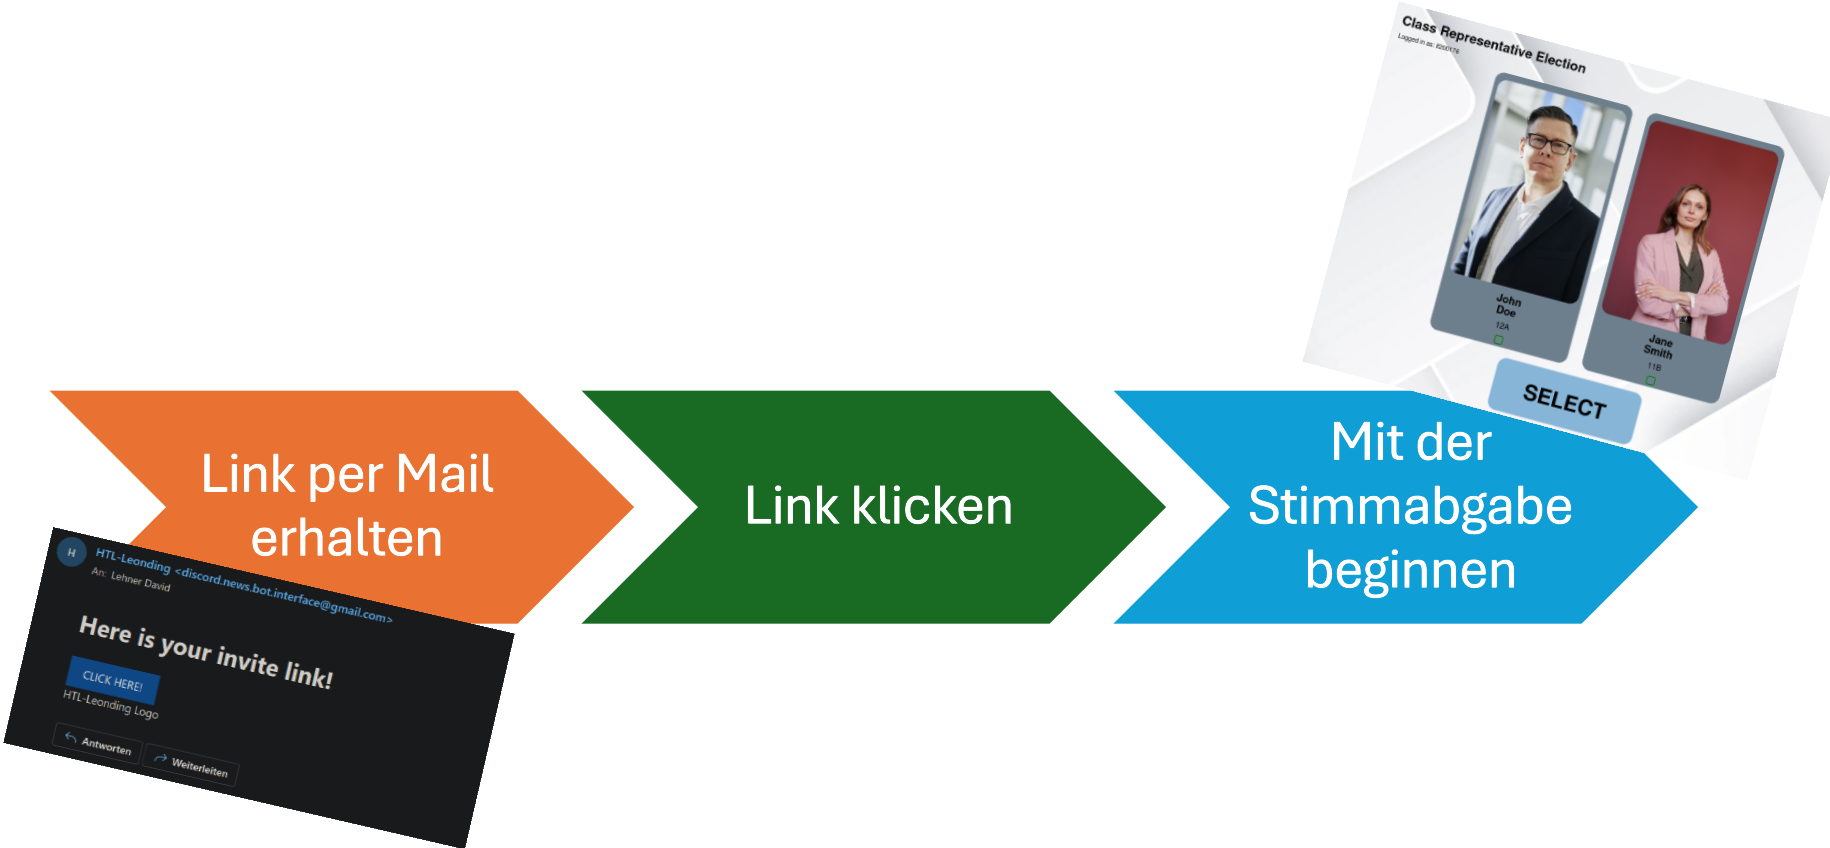 Class Representative Election
Logged in as: if200178
John
Doe
12A
Jane
Smith
11B
SELECT
Link per Mail
erhalten
Link klicken
Mit der
Stimmabgabe
beginnen
H
HTL-Leonding <discord.news.bot.interface@gmail.com>
An: Lehner David
Here is your invite link!
CLICK HERE!
HTL-Leonding Logo
Antworten
Weiterleiten